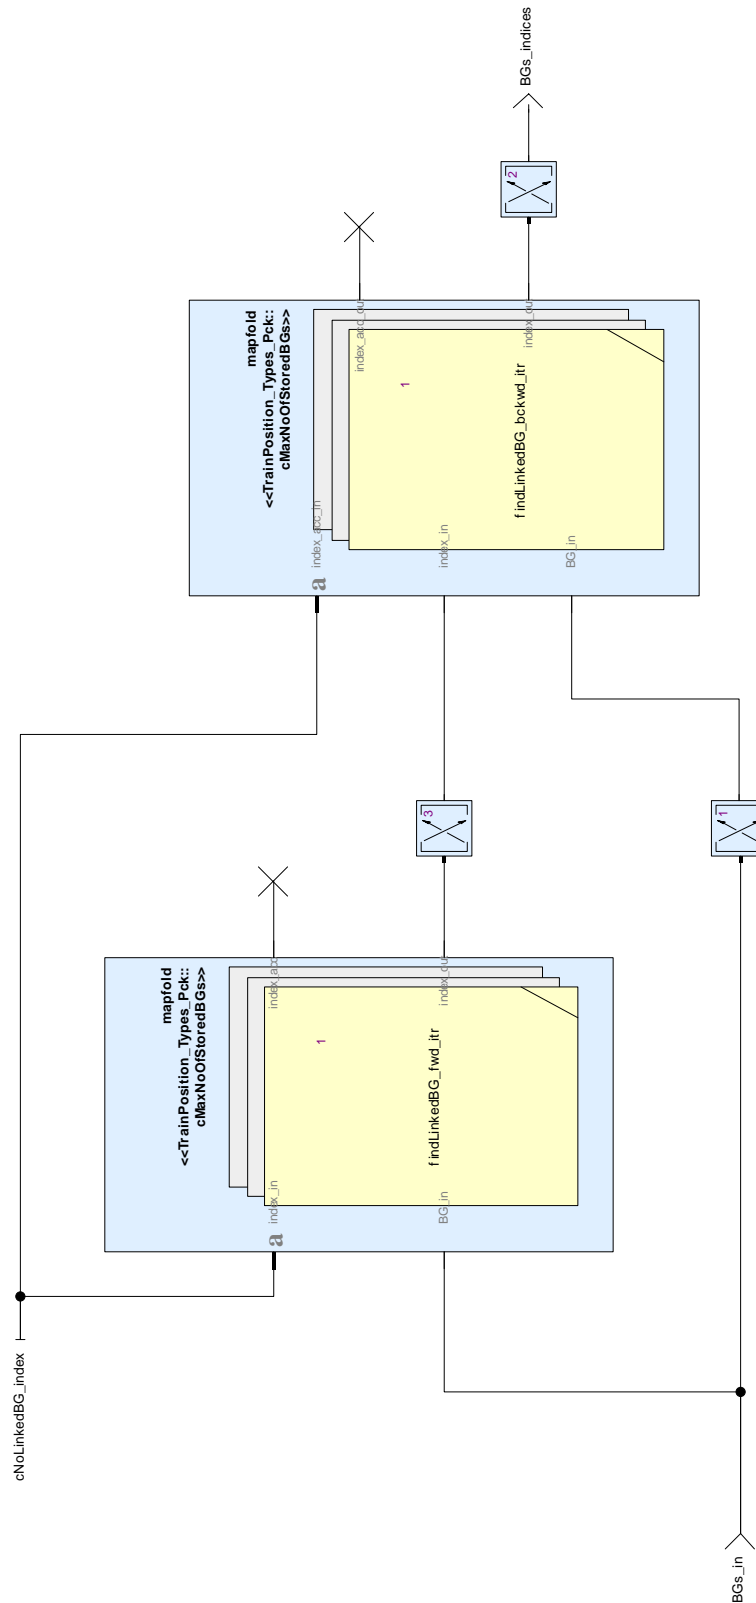 cNoLinkedBG_index
BGs_in
mapfold
<<TrainPosition_Types_Pck::
cMaxNoOfStoredBGs>>
a
index_in
BG_in
1
findLinkedBG_fwd_itr
index_acc
index_ou
3
1
mapfold
<<TrainPosition_Types_Pck::
cMaxNoOfStoredBGs>>
a
index_acc_in
index_in
BG_in
1
findLinkedBG_bckwd_itr
index_acc_ou
index_ou
2
BGs_indices